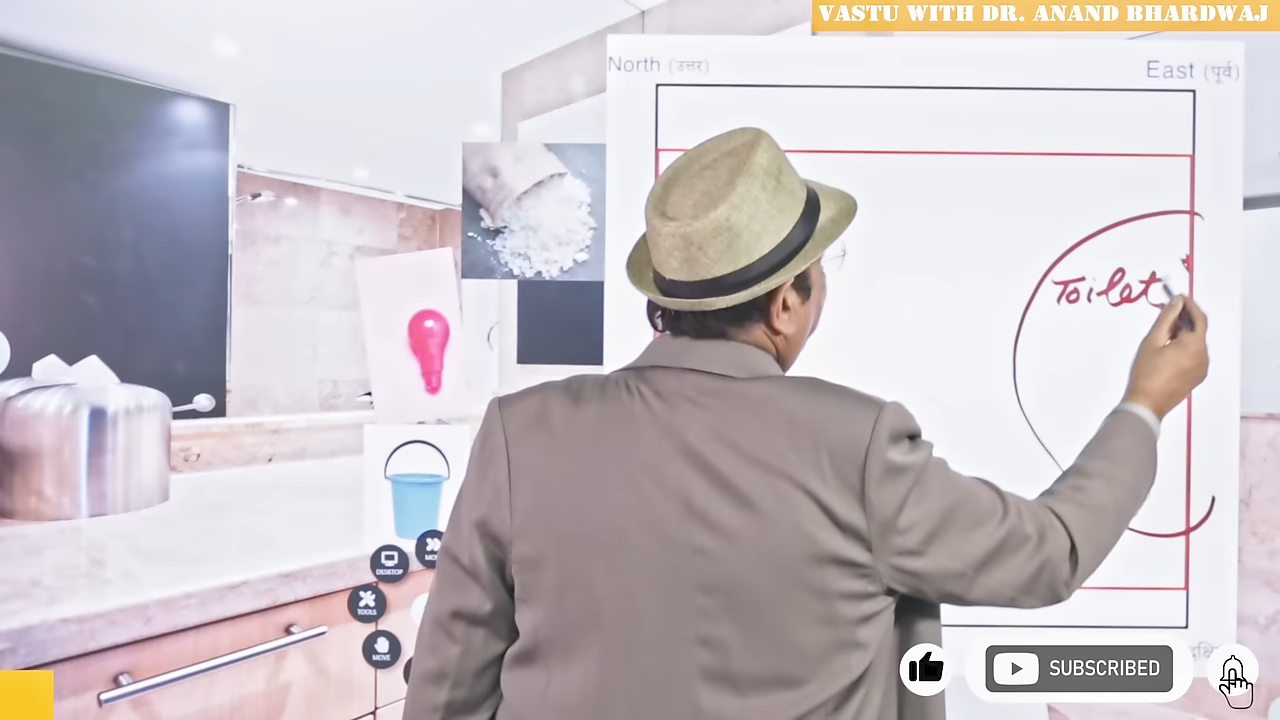 VASTU WITH DR. ANAND BHARDWAJ
North (उत्तर)
East (पूर्व)
Toilet
DESKTOP
TOOLS
MOVE
SUBSCRIBED